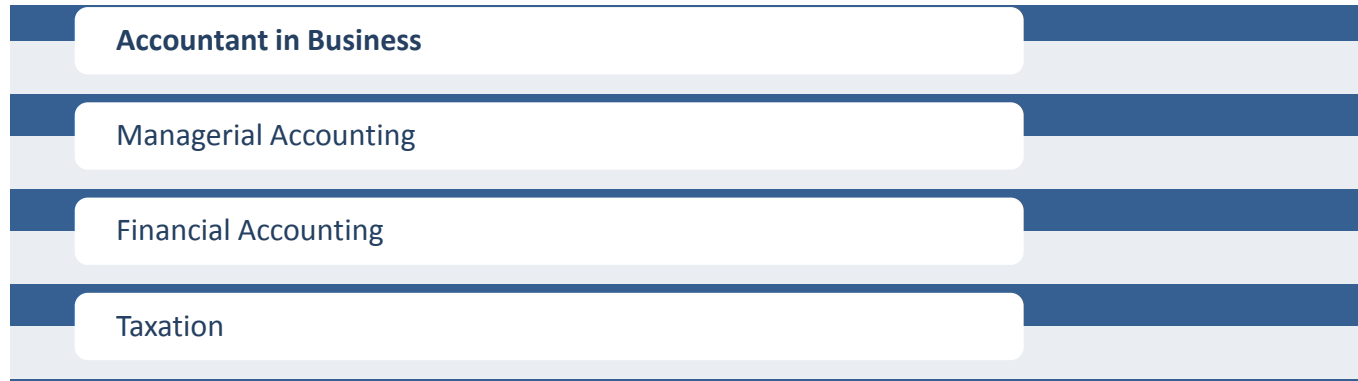 Accountant in Business
Managerial Accounting
Financial Accounting
Taxation